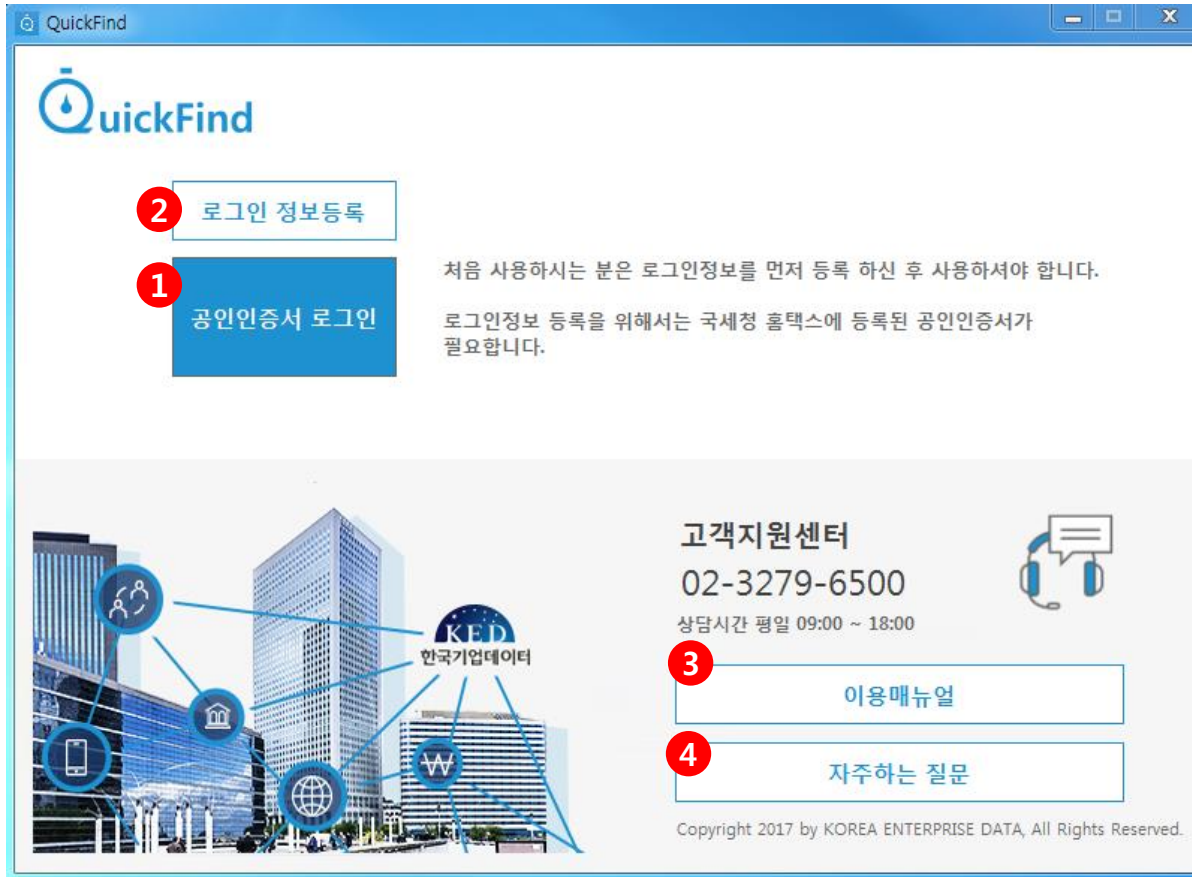 QuickFind
QuickFind
2
로그인 정보등록
1
공인인증서 로그인
처음 사용하시는 분은 로그인정보를 먼저 등록 하신 후 사용하셔야 합니다.
로그인정보 등록을 위해서는 국세청 홈택스에 등록된 공인인증서가
필요합니다.
KED
한국기업데이터
고객지원센터
02-3279-6500
상담시간 평일 09:00 ~ 18:00
3
이용매뉴얼
4
자주하는 질문
Copyright 2017 by KOREA ENTERPRISE DATA, All Rights Reserved.